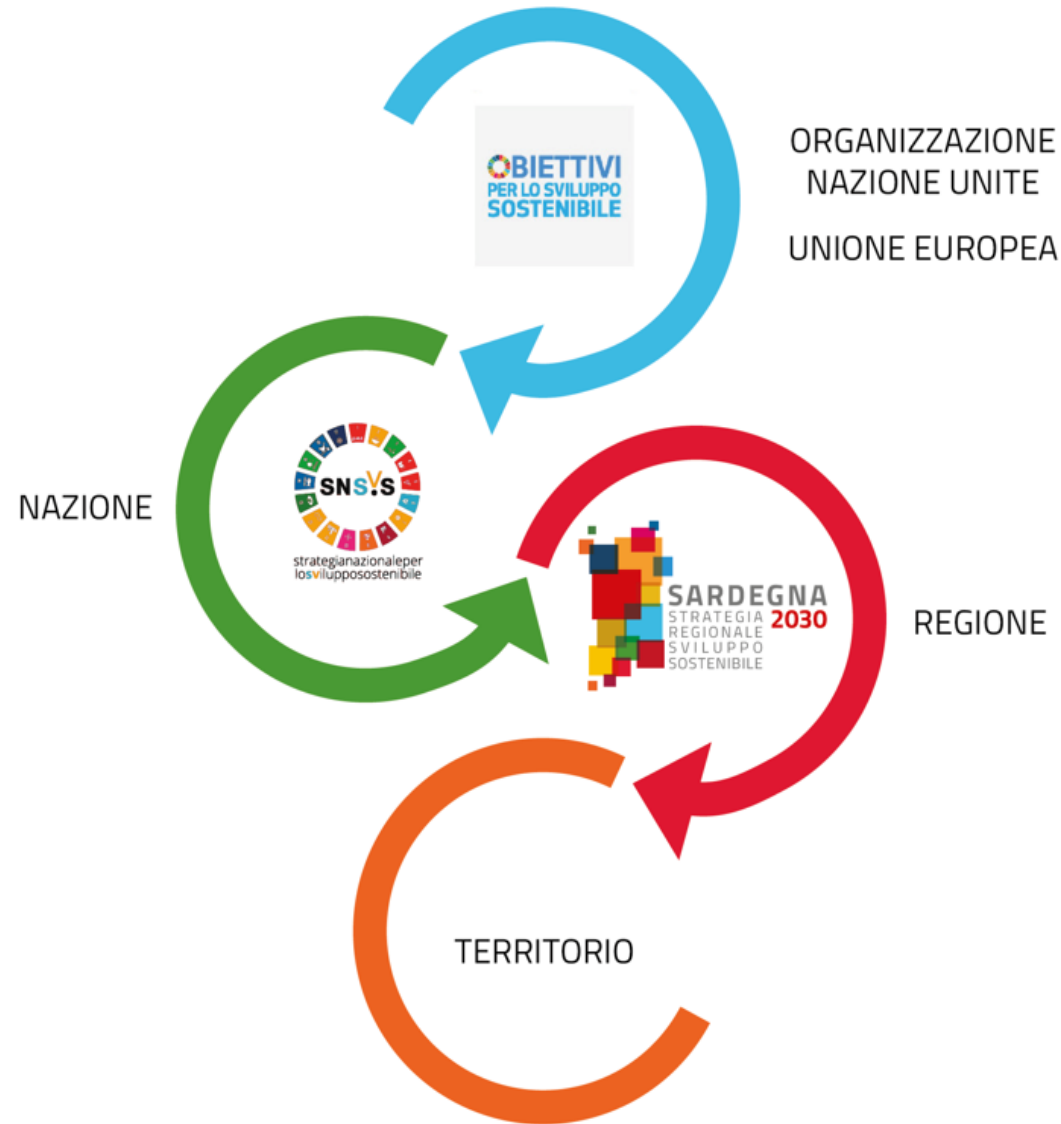 OBIETTIVI
PER LO SVILUPPO
SOSTENIBILE
ORGANIZZAZIONE
NAZIONE UNITE
UNIONE EUROPEA
NAZIONE
SNSVS
strategianazionaleper
losvilupposostenibile
SARDEGNA
STRATEGIA 2030
REGIONALE
SVILUPPO
SOSTENIBILE
REGIONE
TERRITORIO